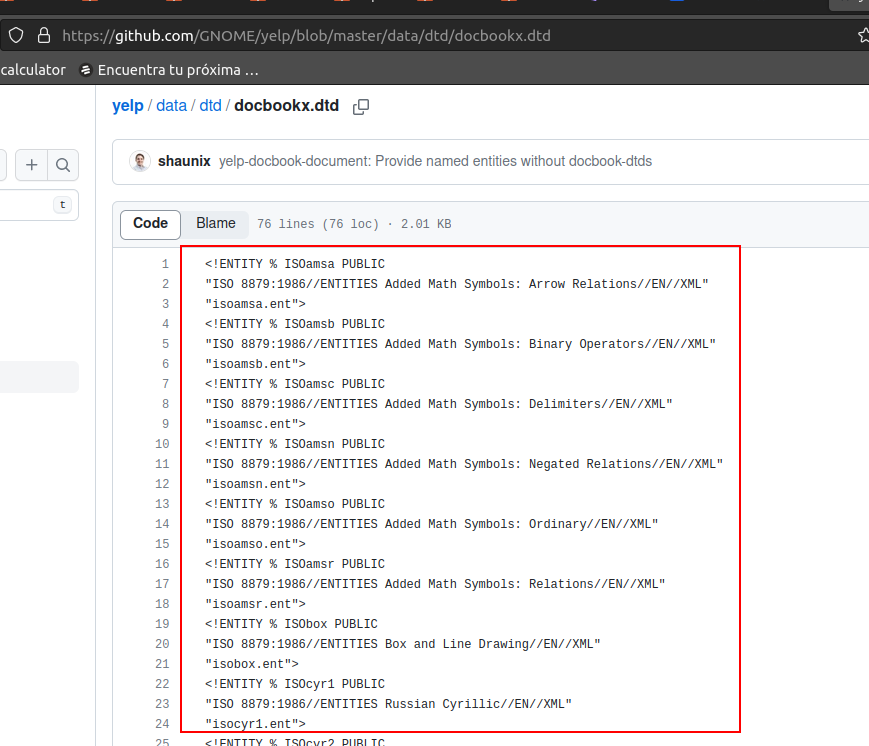 https://github.com/GNOME/yelp/blob/master/data/dtd/docbookx.dtd
calculator Encuentra tu próxima …
yelp / data / dtd / docbookx.dtd
shaunix yelp-docbook-document: Provide named entities without docbook-dtds
t
Code Blame 76 lines (76 loc) · 2.01 KB
1 <!ENTITY % ISOamsa PUBLIC
2 "ISO 8879:1986//ENTITIES Added Math Symbols: Arrow Relations//EN//XML"
3 "isoamsa.ent">
4 <!ENTITY % ISOamsb PUBLIC
5 "ISO 8879:1986//ENTITIES Added Math Symbols: Binary Operators//EN//XML"
6 "isoamsb.ent">
7 <!ENTITY % ISOamsc PUBLIC
8 "ISO 8879:1986//ENTITIES Added Math Symbols: Delimiters//EN//XML"
9 "isoamsc.ent">
10 <!ENTITY % ISOamsn PUBLIC
11 "ISO 8879:1986//ENTITIES Added Math Symbols: Negated Relations//EN//XML"
12 "isoamsn.ent">
13 <!ENTITY % ISOamso PUBLIC
14 "ISO 8879:1986//ENTITIES Added Math Symbols: Ordinary//EN//XML"
15 "isoamso.ent">
16 <!ENTITY % ISOamsr PUBLIC
17 "ISO 8879:1986//ENTITIES Added Math Symbols: Relations//EN//XML"
18 "isoamsr.ent">
19 <!ENTITY % ISObox PUBLIC
20 "ISO 8879:1986//ENTITIES Box and Line Drawing//EN//XML"
21 "isobox.ent">
22 <!ENTITY % ISOcyr1 PUBLIC
23 "ISO 8879:1986//ENTITIES Russian Cyrillic//EN//XML"
24 "isocyr1.ent">
25 <!ENTITY % ISOcyr2 PUBLIC